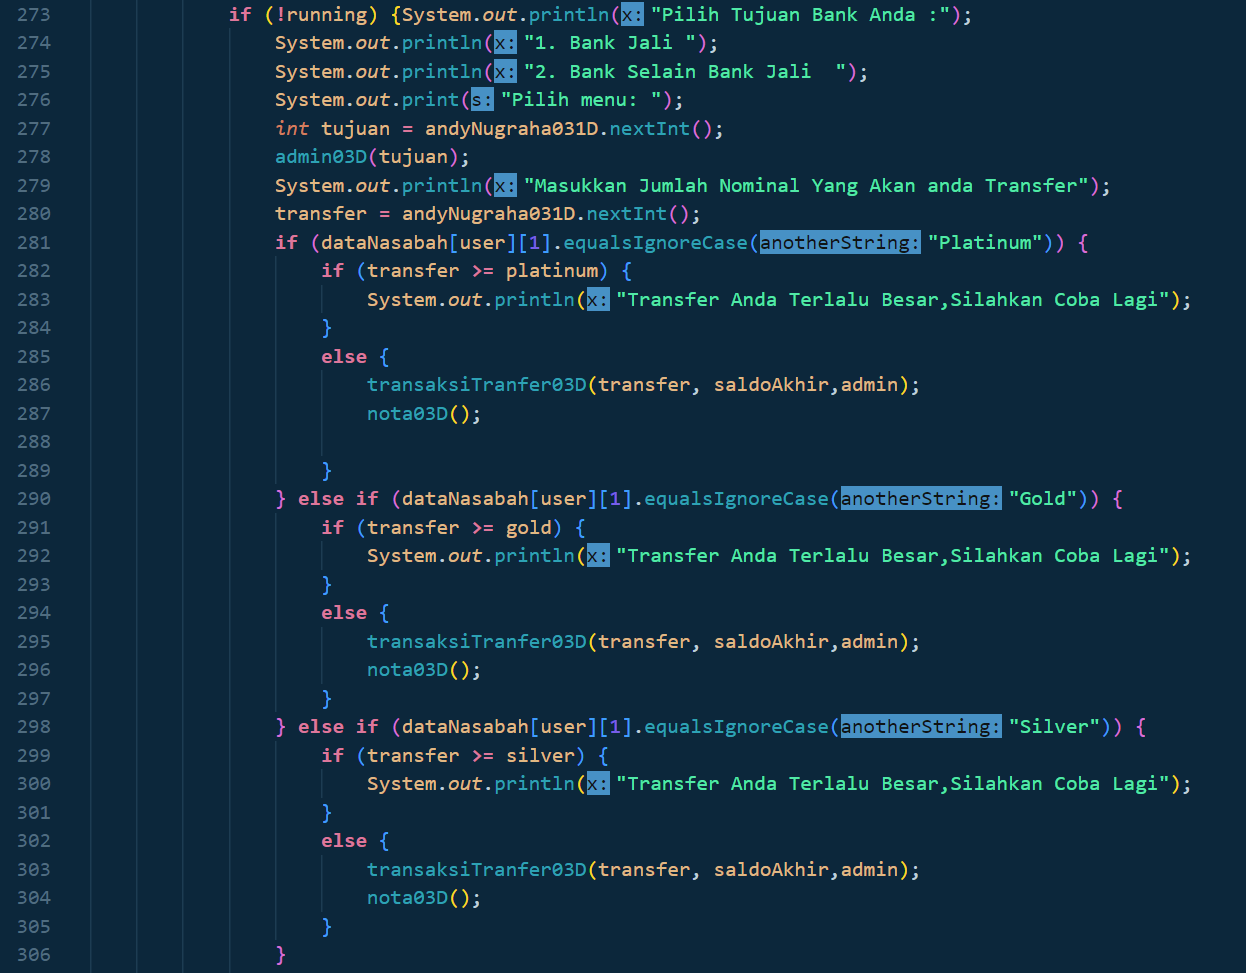 273 if (!running) {System.out.println(x: "Pilih Tujuan Bank Anda :");
274 System.out.println(x: "1. Bank Jali ");
275 System.out.println(x: "2. Bank Selain Bank Jali  ");
276 System.out.print(s: "Pilih menu: ");
277 int tujuan = andyNugraha031D.nextInt();
278 admin03D(tujuan);
279 System.out.println(x: "Masukkan Jumlah Nominal Yang Akan anda Transfer");
280 transfer = andyNugraha031D.nextInt();
281 if (dataNasabah[user][1].equalsIgnoreCase(anotherString: "Platinum")) {
282 if (transfer >= platinum) {
283 System.out.println(x: "Transfer Anda Terlalu Besar,Silahkan Coba Lagi");
284 }
285 else {
286 transaksiTranfer03D(transfer, saldoAkhir,admin);
287 nota03D();
288
289 }
290 } else if (dataNasabah[user][1].equalsIgnoreCase(anotherString: "Gold")) {
291 if (transfer >= gold) {
292 System.out.println(x: "Transfer Anda Terlalu Besar,Silahkan Coba Lagi");
293 }
294 else {
295 transaksiTranfer03D(transfer, saldoAkhir,admin);
296 nota03D();
297 }
298 } else if (dataNasabah[user][1].equalsIgnoreCase(anotherString: "Silver")) {
299 if (transfer >= silver) {
300 System.out.println(x: "Transfer Anda Terlalu Besar,Silahkan Coba Lagi");
301 }
302 else {
303 transaksiTranfer03D(transfer, saldoAkhir,admin);
304 nota03D();
305 }
306 }